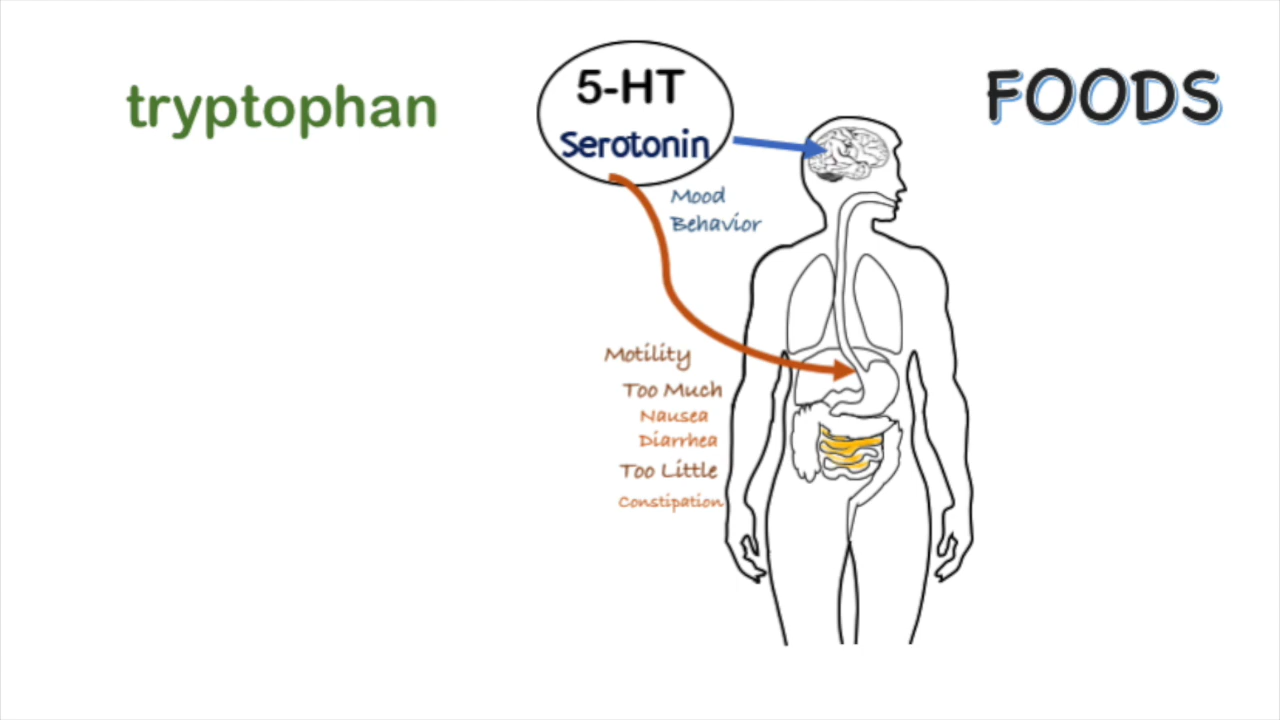 tryptophan
5-HT
Serotonin
FOODS
Mood
Behavior
Motility
Too Much
Nausea
Diarrhea
Too Little
Constipation